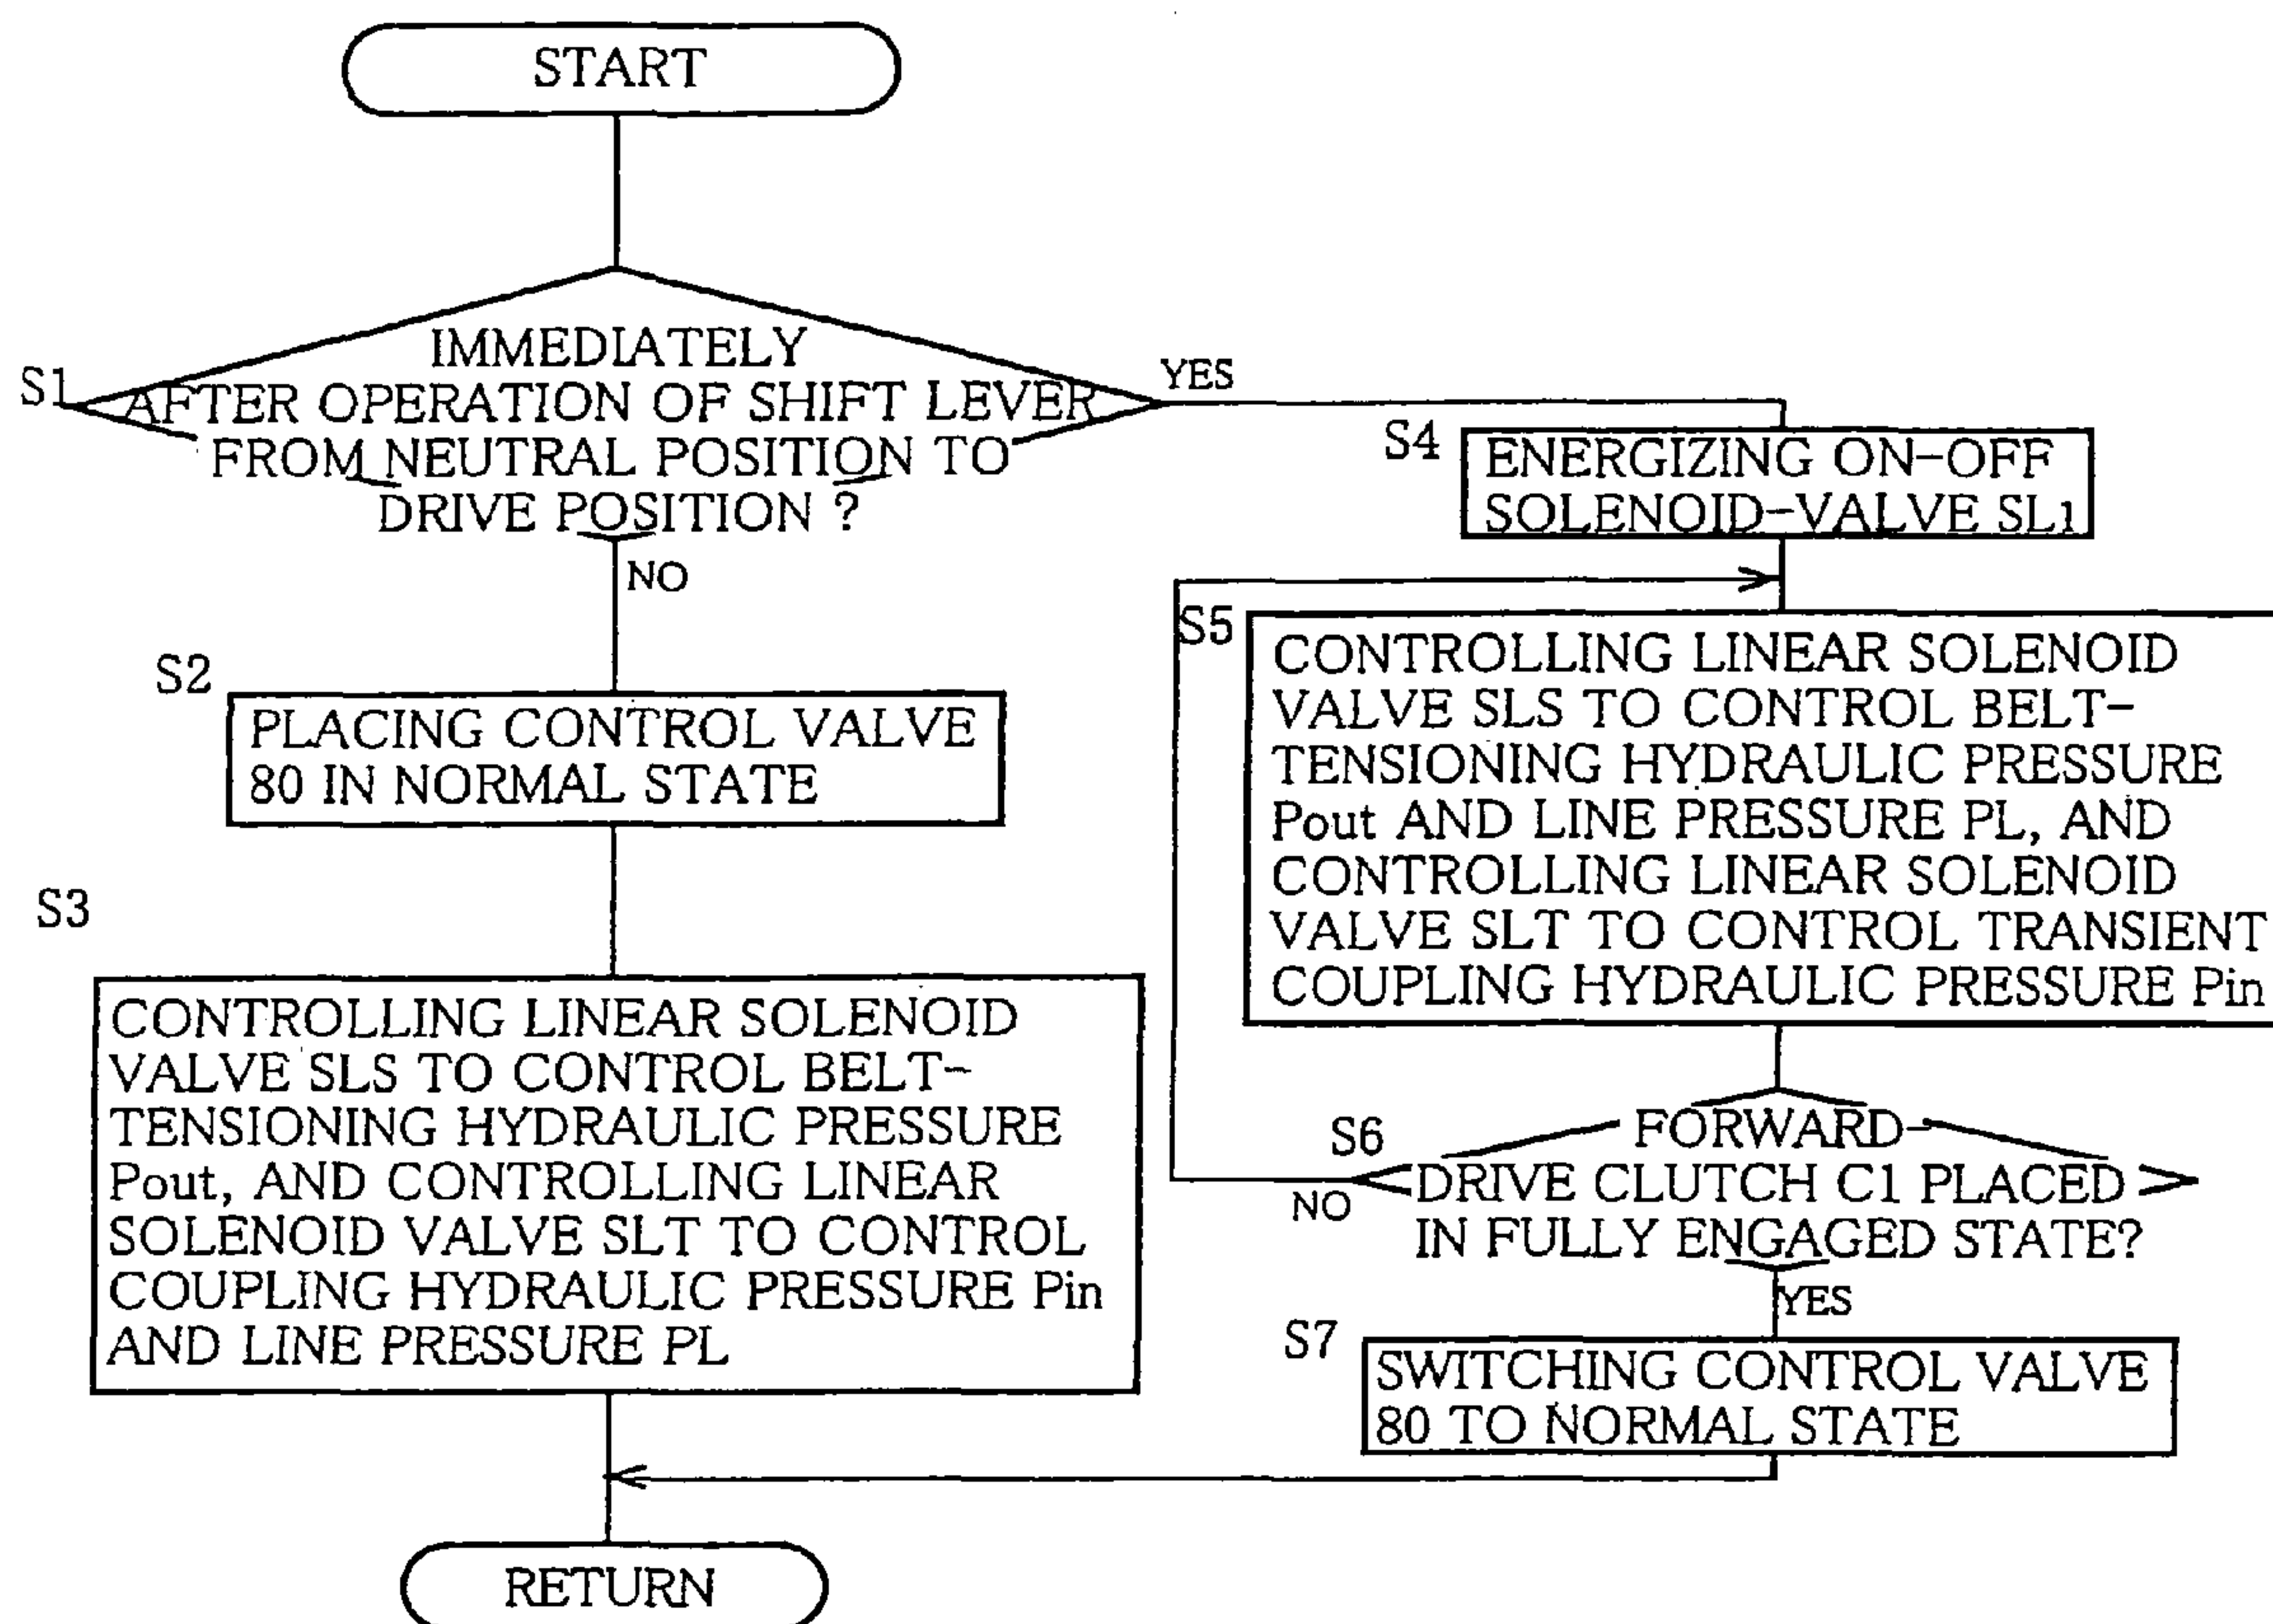 START
S1
IMMEDIATELY
AFTER OPERATION OF SHIFT LEVER
FROM NEUTRAL POSITION TO
DRIVE POSITION ?
YES
NO
S2
PLACING CONTROL VALVE
80 IN NORMAL STATE
S3
CONTROLLING LINEAR SOLENOID
VALVE SLS TO CONTROL BELT-
TENSIONING HYDRAULIC PRESSURE
Pout, AND CONTROLLING LINEAR
SOLENOID VALVE SLT TO CONTROL
COUPLING HYDRAULIC PRESSURE Pin
AND LINE PRESSURE PL
S4
ENERGIZING ON-OFF
SOLENOID-VALVE SL1
S5
CONTROLLING LINEAR SOLENOID
VALVE SLS TO CONTROL BELT-
TENSIONING HYDRAULIC PRESSURE
Pout AND LINE PRESSURE PL, AND
CONTROLLING LINEAR SOLENOID
VALVE SLT TO CONTROL TRANSIENT
COUPLING HYDRAULIC PRESSURE Pin
S6
FORWARD-
DRIVE CLUTCH C1 PLACED
IN FULLY ENGAGED STATE?
NO
YES
S7
SWITCHING CONTROL VALVE
80 TO NORMAL STATE
RETURN